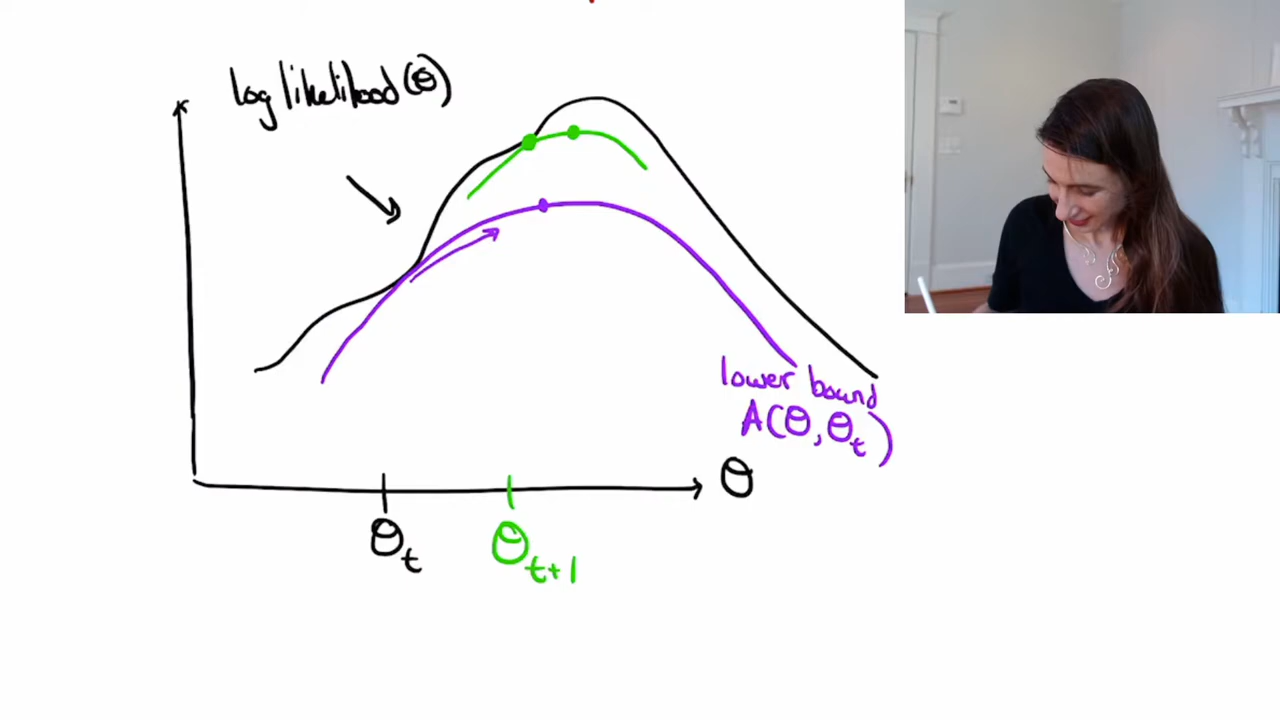 log likelihood(θ)
lower bound
A(θ, θt)
θ
θt
θt+1